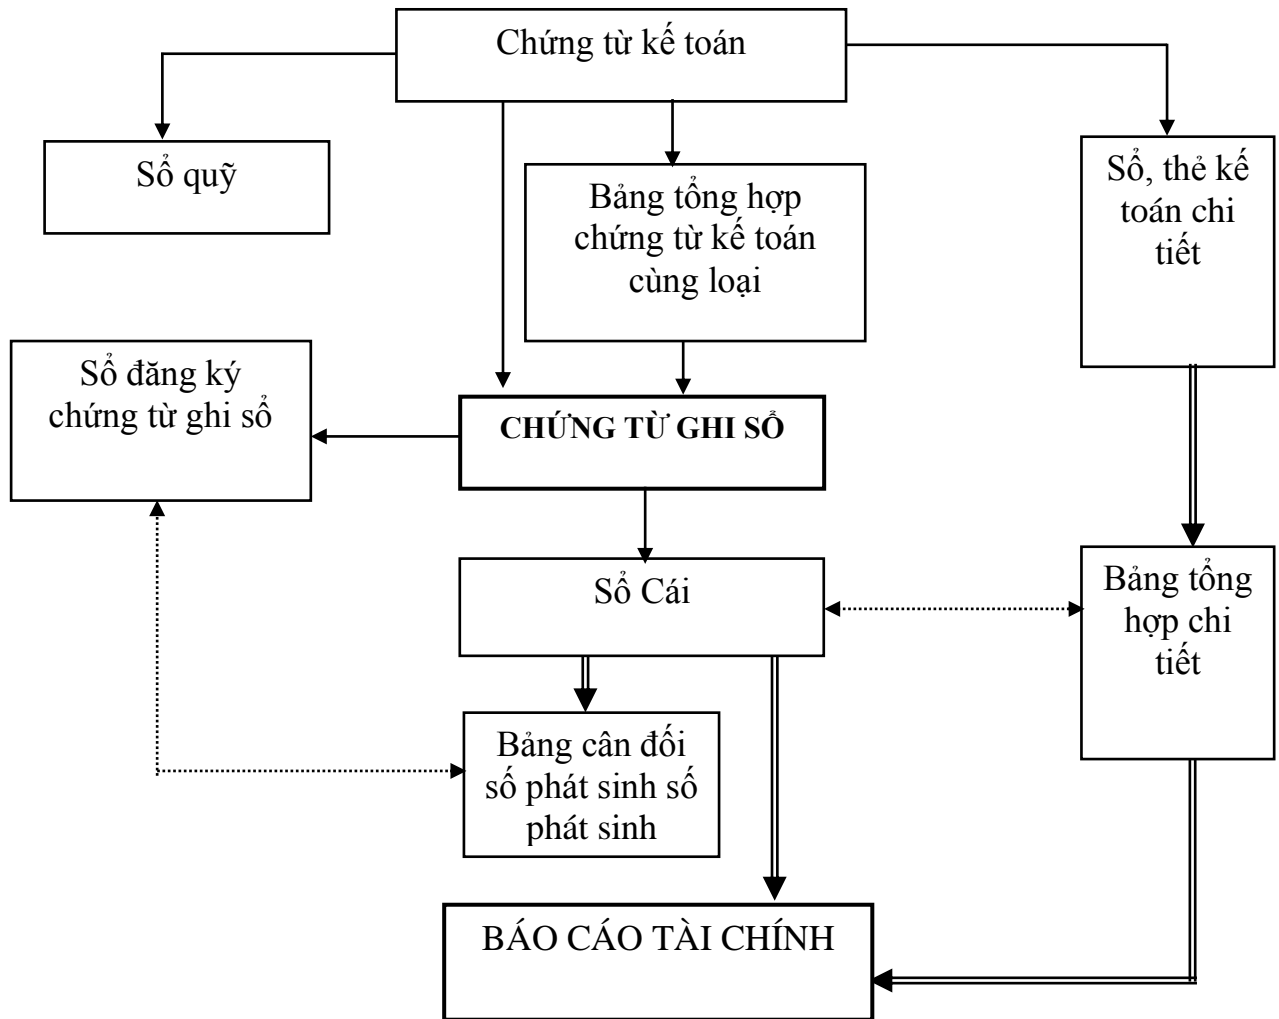 Chứng từ kế toán
Sổ quỹ
Bảng tổng hợp
chứng từ kế toán
cùng loại
Sổ, thẻ kế
toán chi
tiết
Sổ đăng ký
chứng từ ghi sổ
CHỨNG TỪ GHI SỔ
Sổ Cái
Bảng tổng
hợp chi
tiết
Bảng cân đối
số phát sinh số
phát sinh
BÁO CÁO TÀI CHÍNH